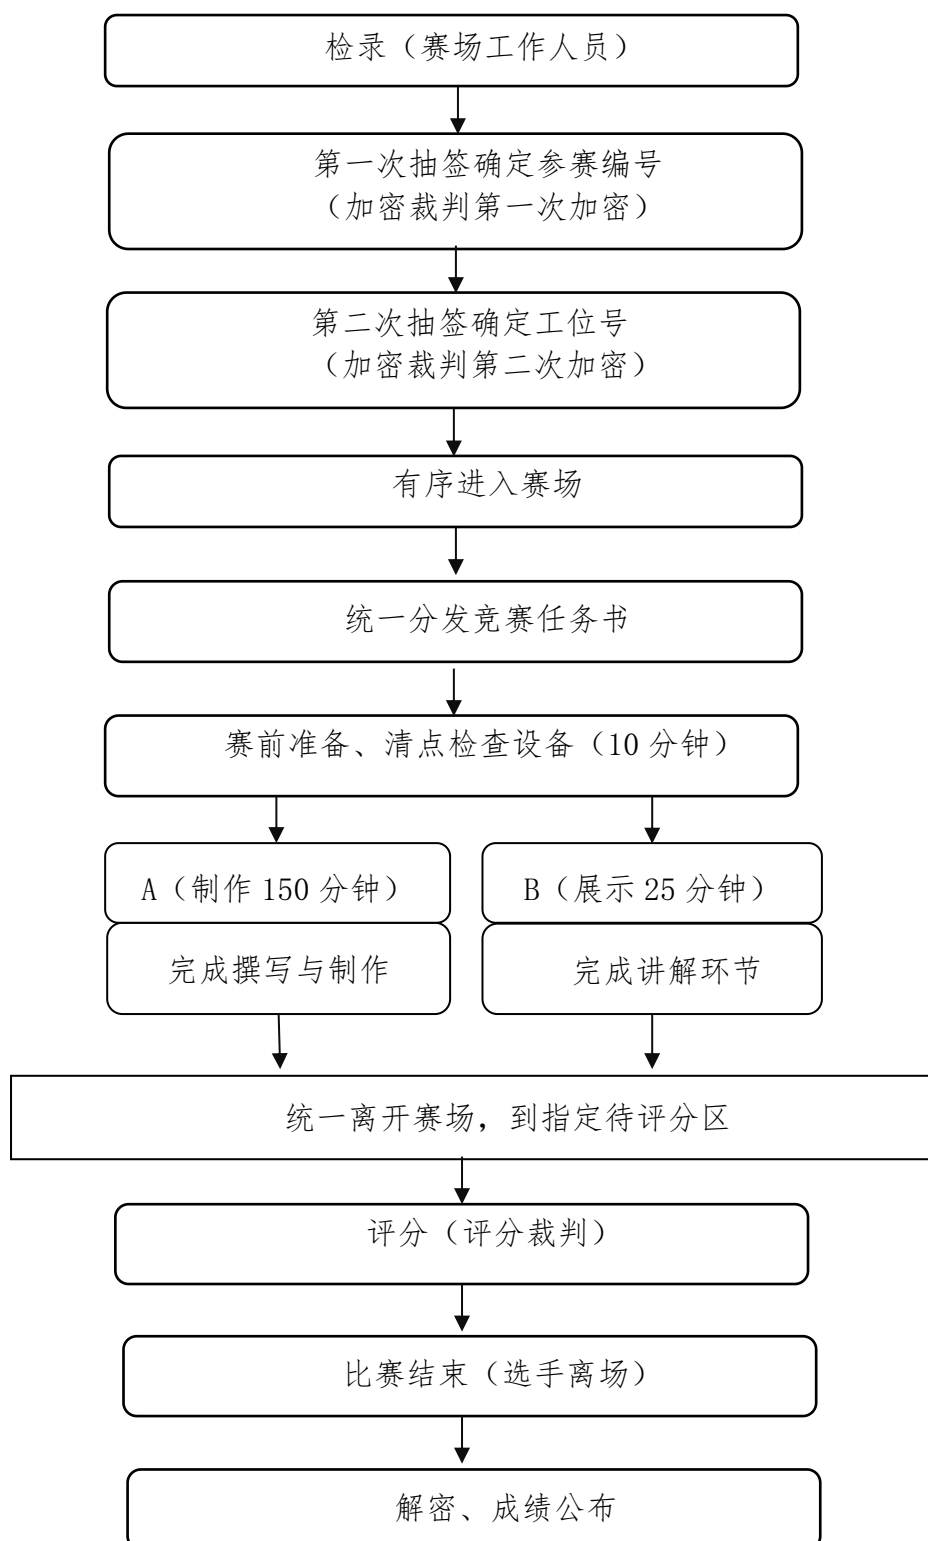 检录（赛场工作人员）
第一次抽签确定参赛编号
（加密裁判第一次加密）
第二次抽签确定工位号
（加密裁判第二次加密）
有序进入赛场
统一分发竞赛任务书
赛前准备、清点检查设备（10 分钟）
A（制作 150 分钟）
B（展示 25 分钟）
完成撰写与制作
完成讲解环节
统一离开赛场，到指定待评分区
评分（评分裁判）
比赛结束（选手离场）
解密、成绩公布